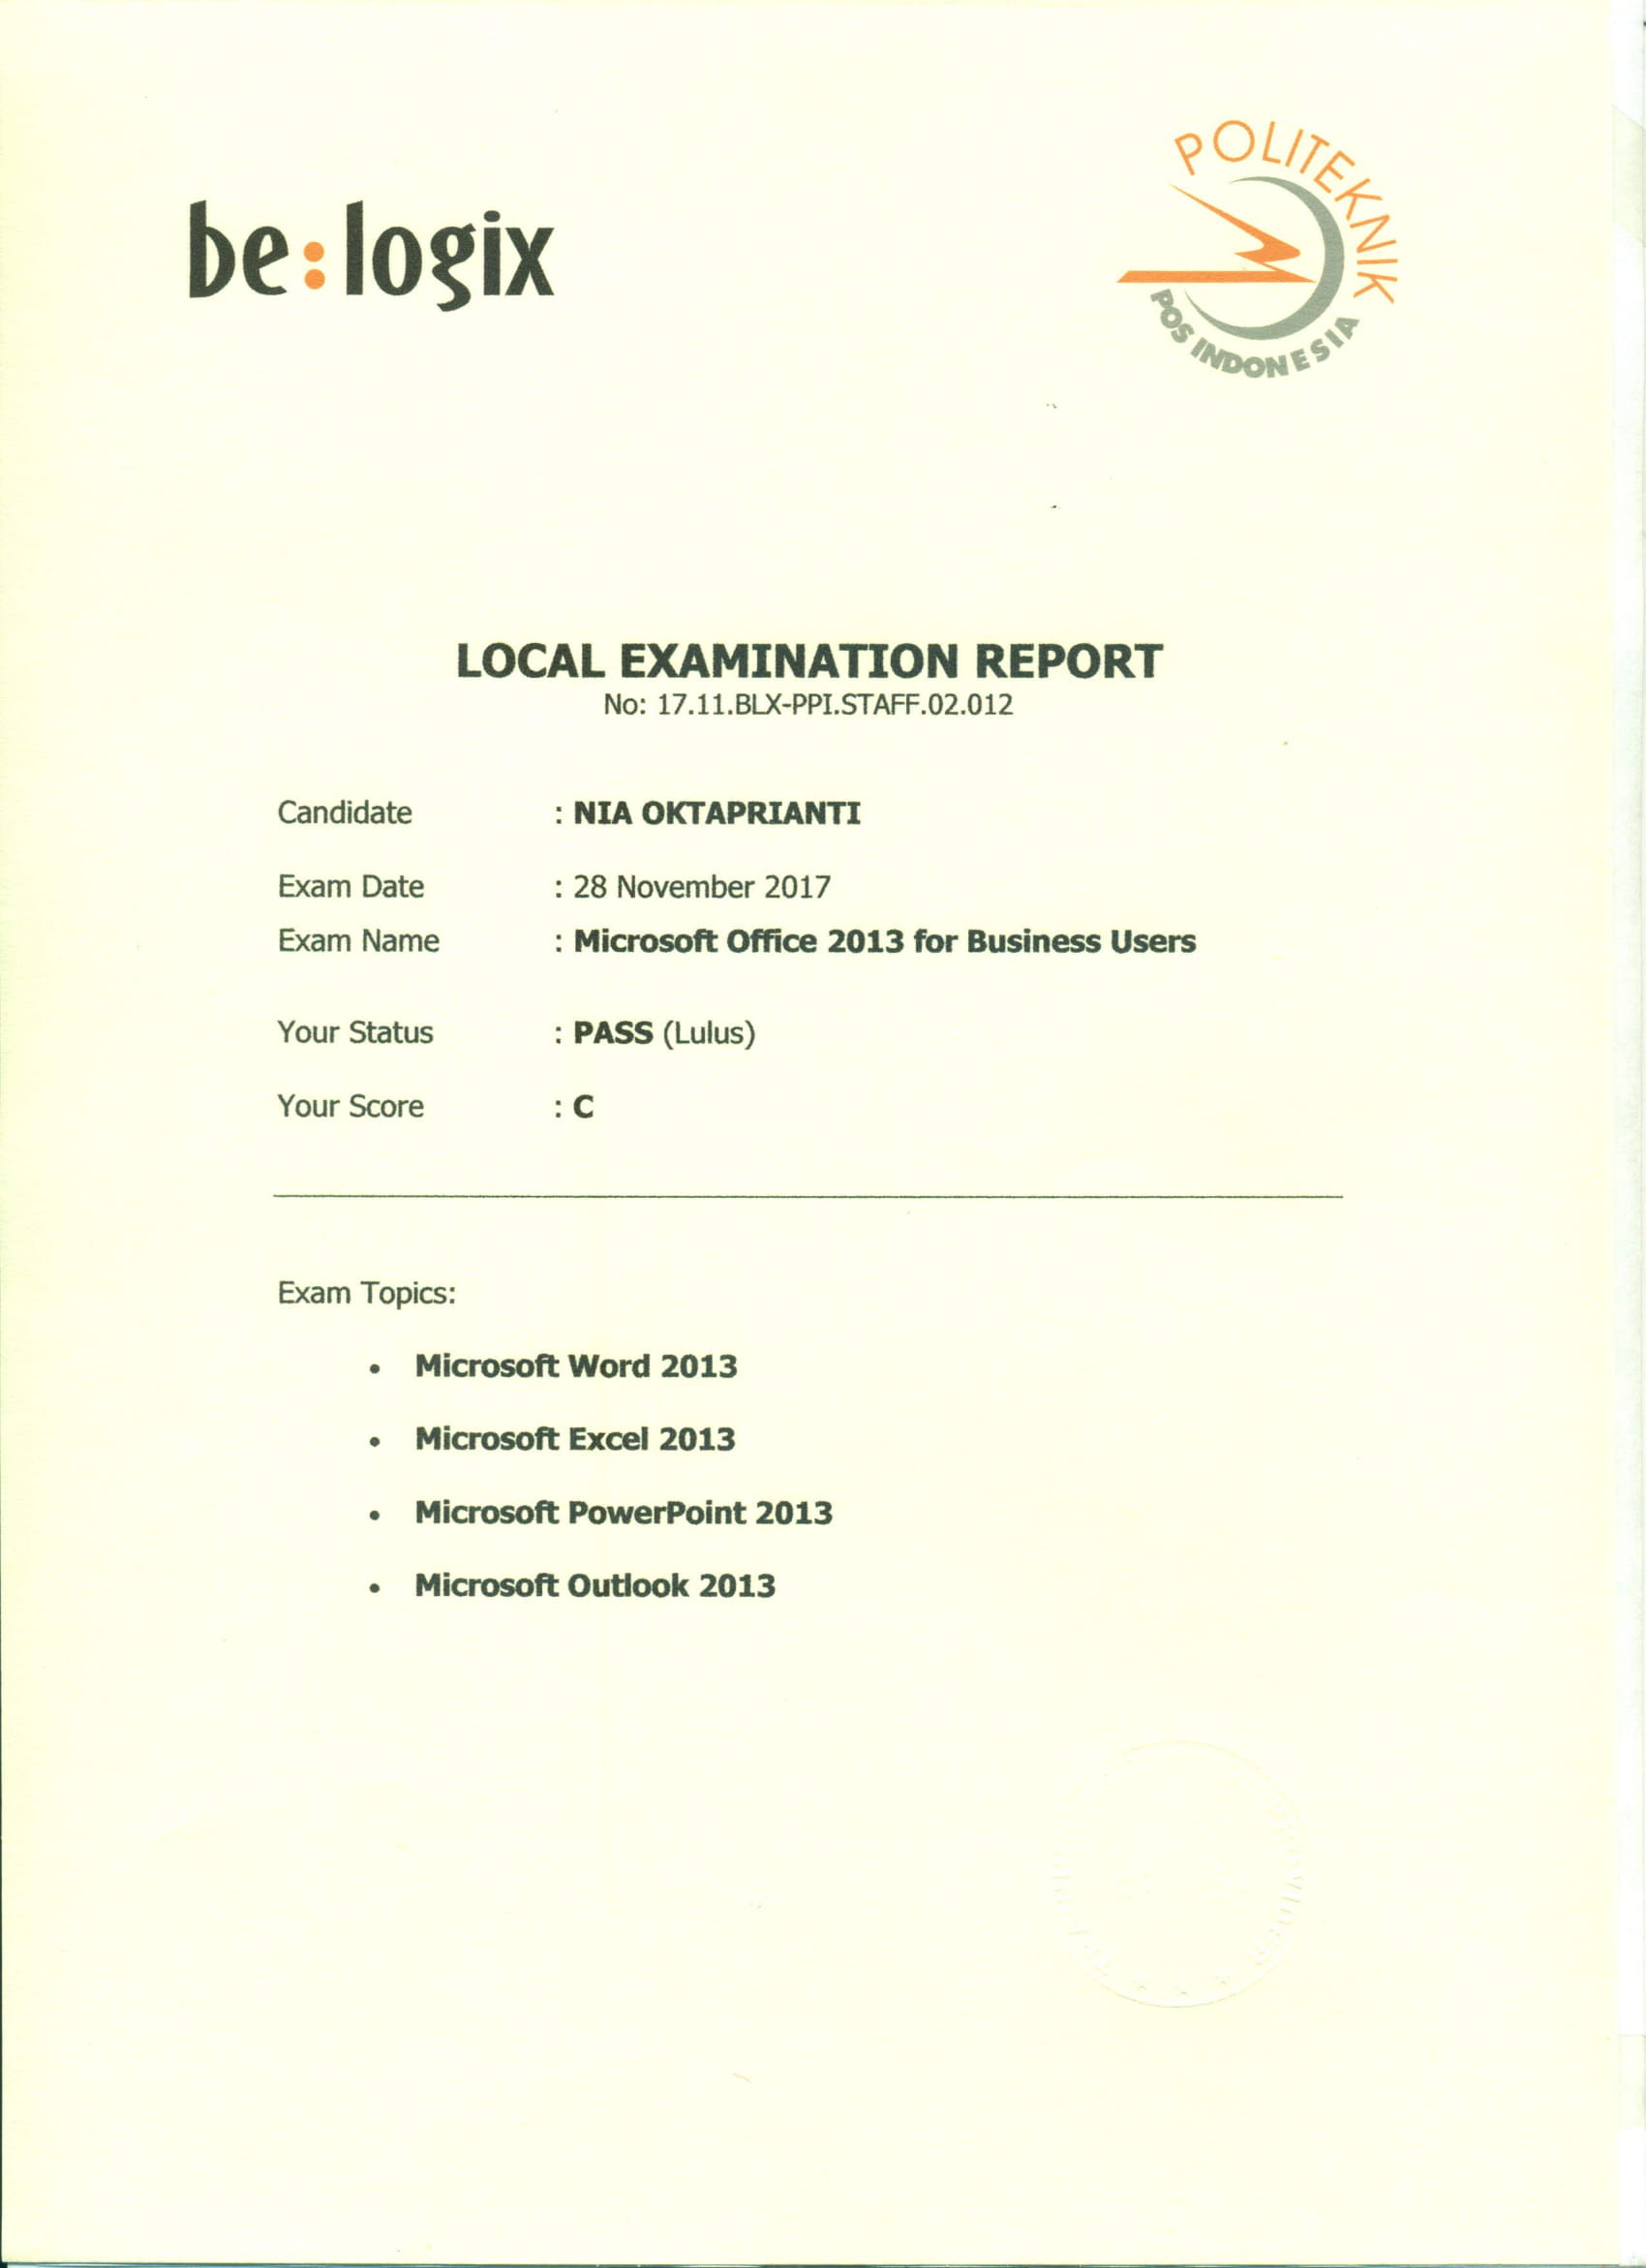 be:logix
POLITEKNIK
POS INDONESIA
LOCAL EXAMINATION REPORT
No: 17.11.BLX-PPI.STAFF.02.012
Candidate : NIA OKTAPRIANTI
Exam Date : 28 November 2017
Exam Name : Microsoft Office 2013 for Business Users
Your Status : PASS (Lulus)
Your Score : C
Exam Topics:
• Microsoft Word 2013
• Microsoft Excel 2013
• Microsoft PowerPoint 2013
• Microsoft Outlook 2013